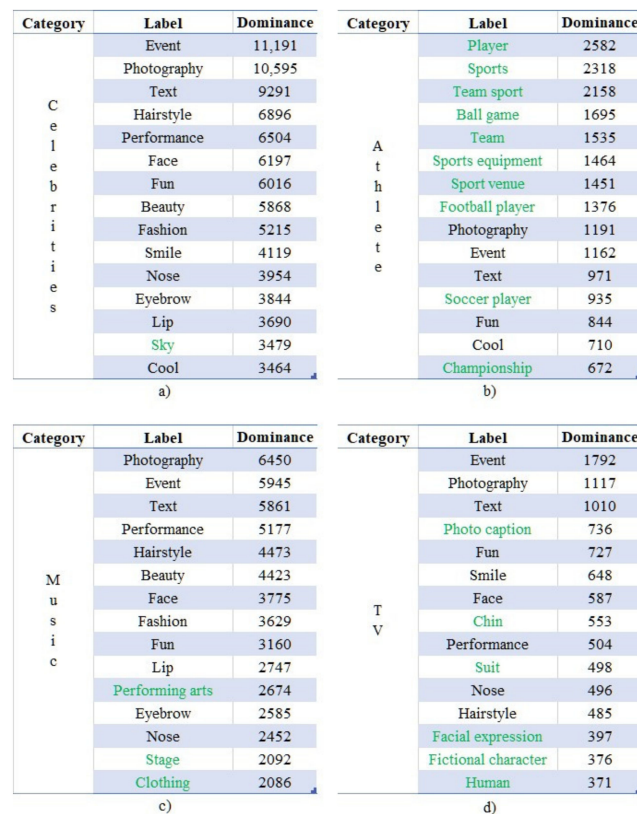 Category Label Dominance
Celebrities
Event 11,191
Photography 10,595
Text 9291
Hairstyle 6896
Performance 6504
Face 6197
Fun 6016
Beauty 5868
Fashion 5215
Smile 4119
Nose 3954
Eyebrow 3844
Lip 3690
Sky 3479
Cool 3464
a)
Category Label Dominance
Athlete
Player 2582
Sports 2318
Team sport 2158
Ball game 1695
Team 1535
Sports equipment 1464
Sport venue 1451
Football player 1376
Photography 1191
Event 1162
Text 971
Soccer player 935
Fun 844
Cool 710
Championship 672
b)
Category Label Dominance
Music
Photography 6450
Event 5945
Text 5861
Performance 5177
Hairstyle 4473
Beauty 4423
Face 3775
Fashion 3629
Fun 3160
Lip 2747
Performing arts 2674
Eyebrow 2585
Nose 2452
Stage 2092
Clothing 2086
c)
Category Label Dominance
TV
Event 1792
Photography 1117
Text 1010
Photo caption 736
Fun 727
Smile 648
Face 587
Chin 553
Performance 504
Suit 498
Nose 496
Hairstyle 485
Facial expression 397
Fictional character 376
Human 371
d)